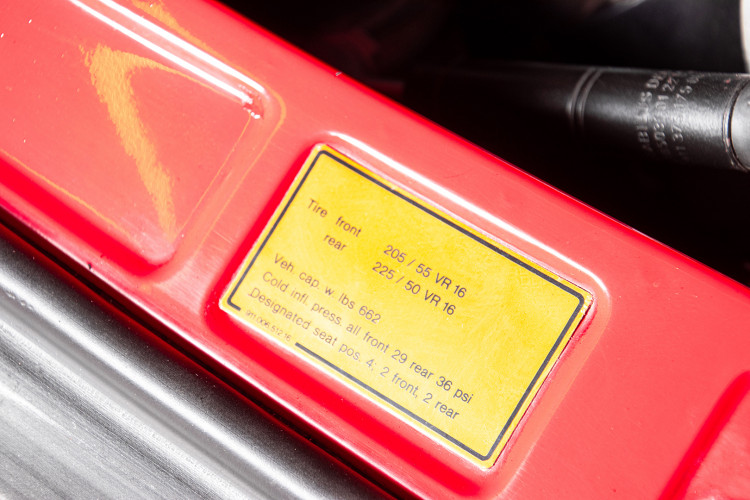 Tire front 205 / 55 VR 16
rear 225 / 50 VR 16
Veh. cap. w. lbs 662
Cold infl. press. all front 29 rear 36 psi
Designated seat pos. 4; 2 front, 2 rear